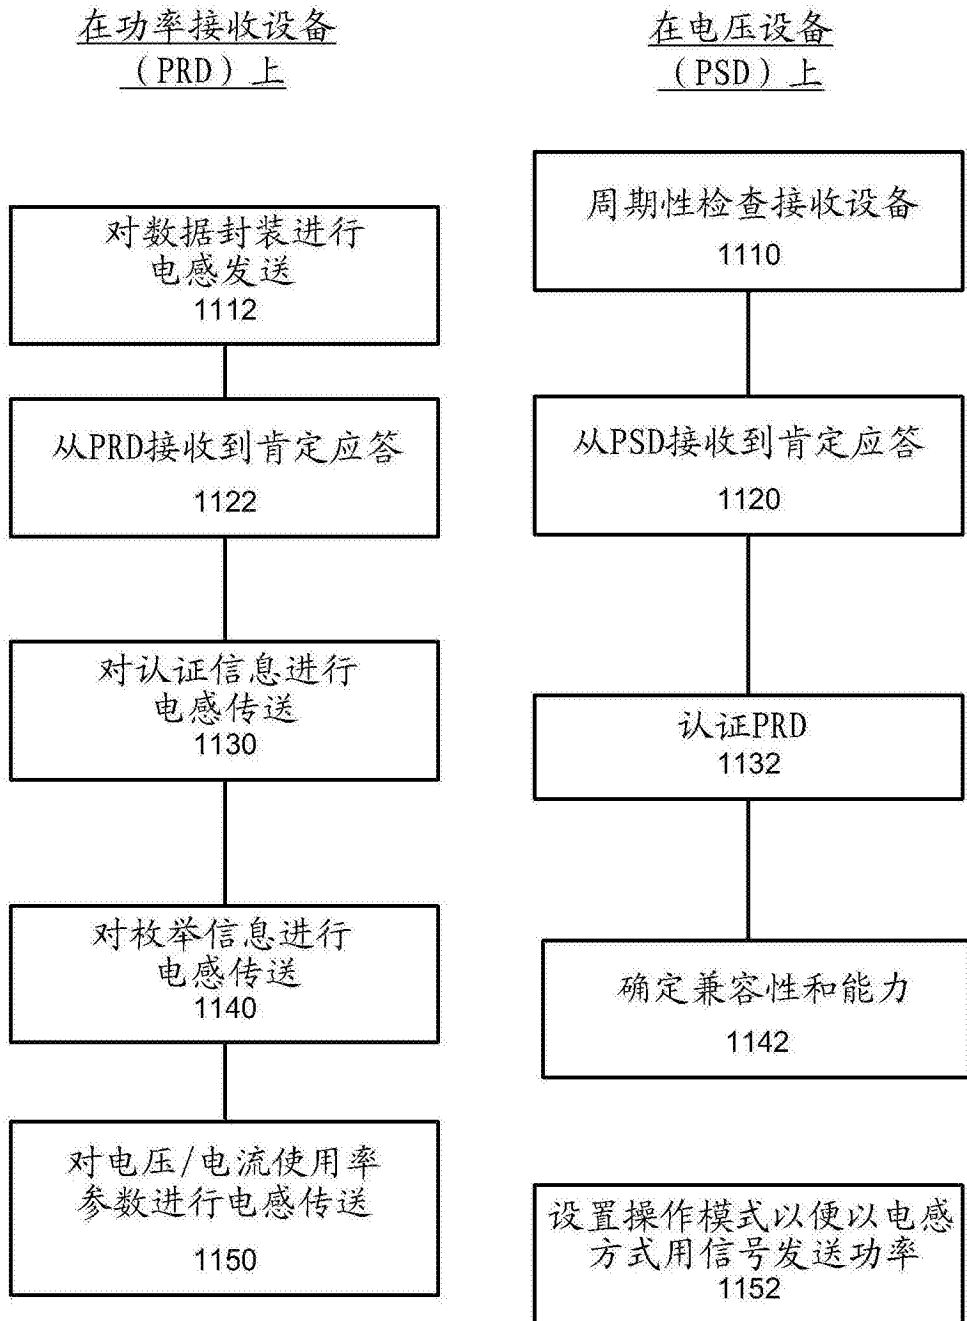 在功率接收设备
（PRD）上
对数据封装进行
电感发送
1112
从PRD接收到肯定应答
1122
对认证信息进行
电感传送
1130
对枚举信息进行
电感传送
1140
对电压/电流使用率
参数进行电感传送
1150
在电压设备
（PSD）上
周期性检查接收设备
1110
从PSD接收到肯定应答
1120
认证PRD
1132
确定兼容性和能力
1142
设置操作模式以便以电感
方式用信号发送功率
1152